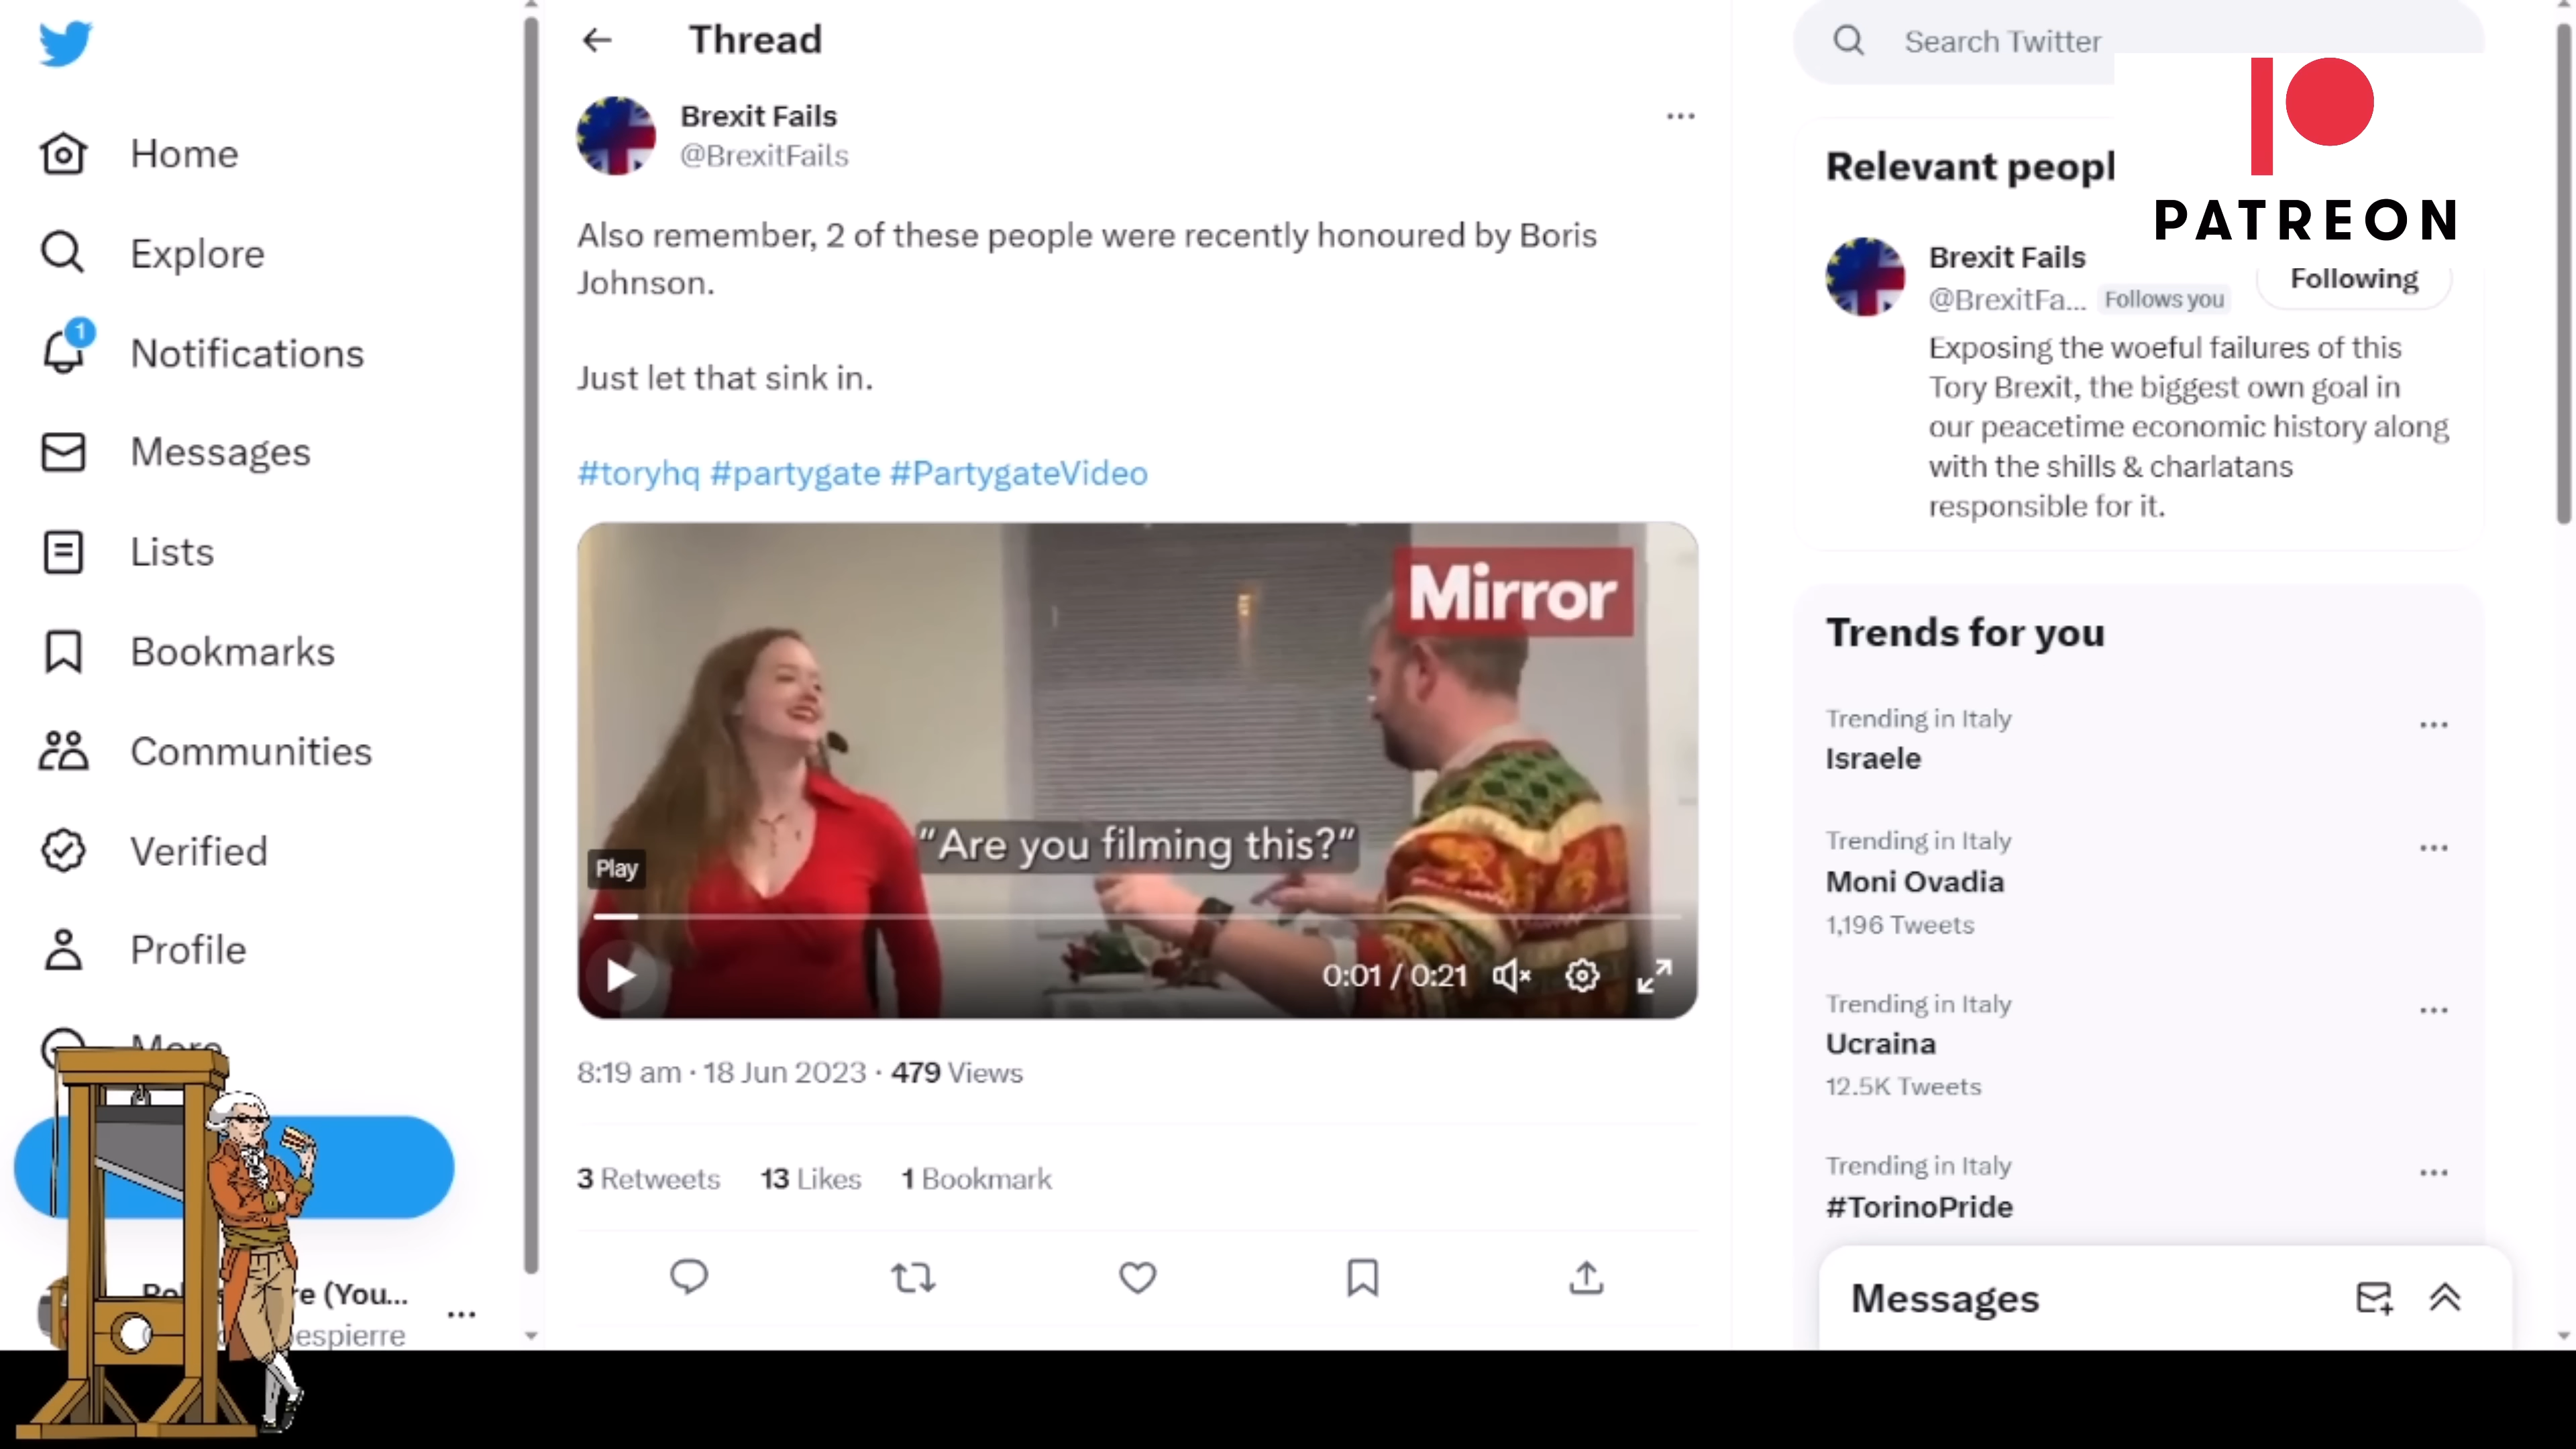 Home
Explore
1
Notifications
Messages
Lists
Bookmarks
Communities
Verified
Profile
More
re (You...
espierre
Thread
Brexit Fails
@BrexitFails
Also remember, 2 of these people were recently honoured by Boris
Johnson.
Just let that sink in.
#toryhq #partygate #PartygateVideo
Mirror
"Are you filming this?"
Play
0:01 / 0:21
8:19 am · 18 Jun 2023 · 479 Views
3 Retweets 13 Likes 1 Bookmark
Search Twitter
PATREON
Relevant peopl
Brexit Fails
@BrexitFa... Follows you
Following
Exposing the woeful failures of this
Tory Brexit, the biggest own goal in
our peacetime economic history along
with the shills & charlatans
responsible for it.
Trends for you
Trending in Italy
Israele
Trending in Italy
Moni Ovadia
1,196 Tweets
Trending in Italy
Ucraina
12.5K Tweets
Trending in Italy
#TorinoPride
Messages